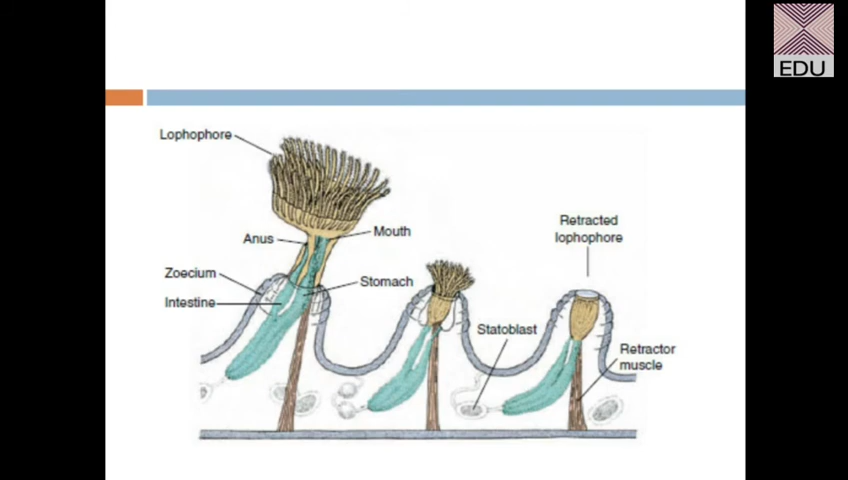 EDU
Lophophore
Anus
Mouth
Zoecium
Stomach
Intestine
Statoblast
Retracted
lophophore
Retractor
muscle